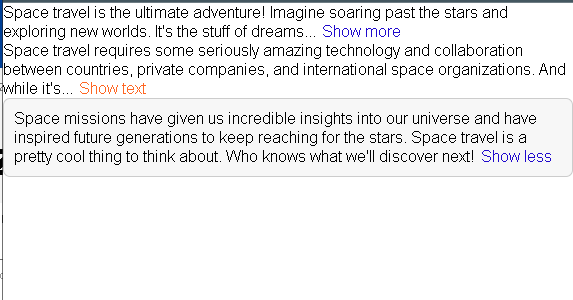 Space travel is the ultimate adventure! Imagine soaring past the stars and
exploring new worlds. It's the stuff of dreams... Show more
Space travel requires some seriously amazing technology and collaboration
between countries, private companies, and international space organizations. And
while it's... Show text
Space missions have given us incredible insights into our universe and have
inspired future generations to keep reaching for the stars. Space travel is a
pretty cool thing to think about. Who knows what we'll discover next! Show less